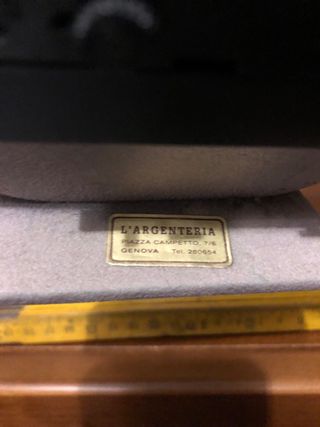 L'ARGENTERIA
PIAZZA CAMPETTO, 7/6
GENOVA Tel. 280654